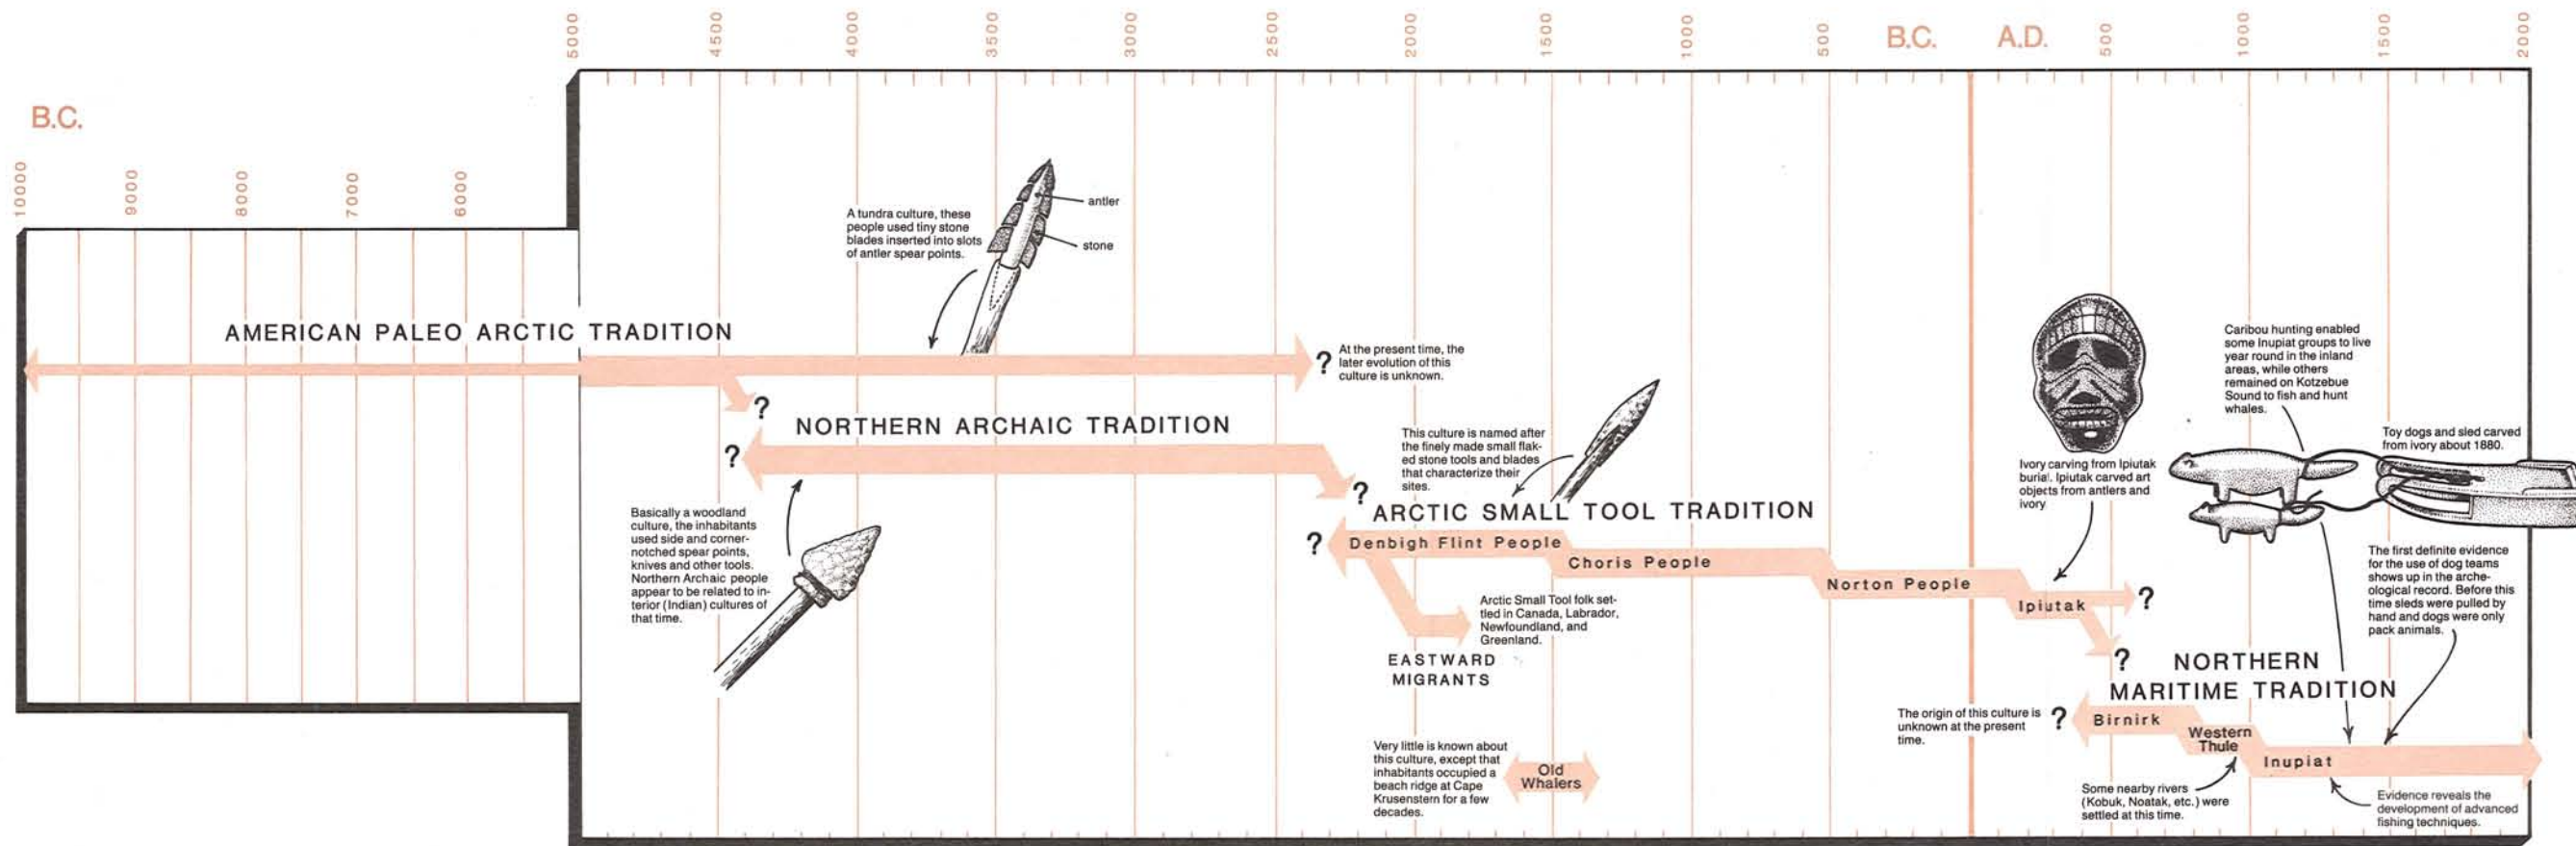 B.C.
10000
9000
8000
7000
6000
5000
4500
4000
3500
3000
2500
2000
1500
1000
500
B.C.
A.D.
500
1000
1500
2000
AMERICAN PALEO ARCTIC TRADITION
A tundra culture, these
people used tiny stone
blades inserted into slots
of antler spear points.
antler
stone
?
At the present time, the
later evolution of this
culture is unknown.
?
NORTHERN ARCHAIC TRADITION
?
?
Basically a woodland
culture, the inhabitants
used side and corner-
notched spear points,
knives and other tools.
Northern Archaic people
appear to be related to in-
terior (Indian) cultures of
that time.
This culture is named after
the finely made small flak-
ed stone tools and blades
that characterize their
sites.
ARCTIC SMALL TOOL TRADITION
?
Denbigh Flint People
Choris People
Norton People
Ipiutak
?
?
Arctic Small Tool folk set-
tled in Canada, Labrador,
Newfoundland, and
Greenland.
EASTWARD
MIGRANTS
Very little is known about
this culture, except that
inhabitants occupied a
beach ridge at Cape
Krusenstern for a few
decades.
Old
Whalers
Ivory carving from Ipiutak
burial. Ipiutak carved art
objects from antlers and
ivory
Caribou hunting enabled
some Inupiat groups to live
year round in the inland
areas, while others
remained on Kotzebue
Sound to fish and hunt
whales.
Toy dogs and sled carved
from ivory about 1880.
The first definite evidence
for the use of dog teams
shows up in the arche-
ological record. Before this
time sleds were pulled by
hand and dogs were only
pack animals.
NORTHERN
MARITIME TRADITION
The origin of this culture is
unknown at the present
time.
?
Birnirk
Western
Thule
Inupiat
Some nearby rivers
(Kobuk, Noatak, etc.) were
settled at this time.
Evidence reveals the
development of advanced
fishing techniques.